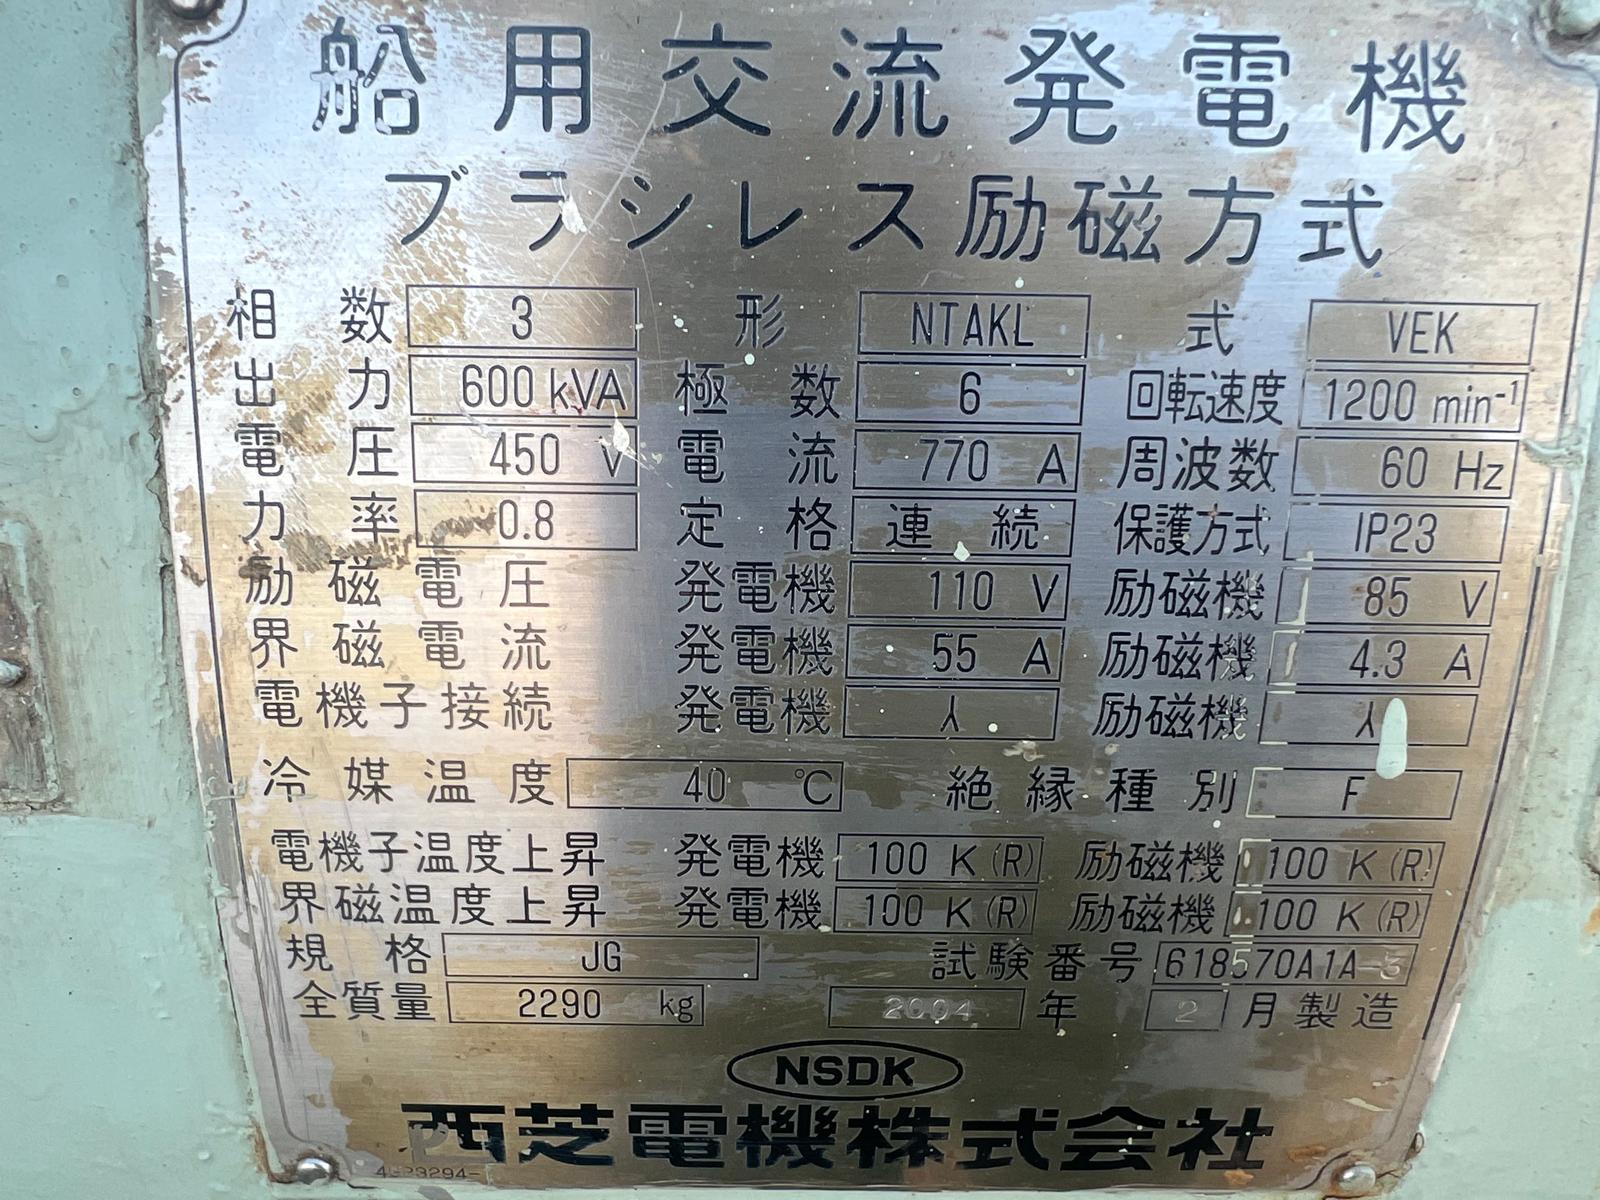 船用交流発電機
ブラシレス励磁方式
相数 3 形 NTAKL 式 VEK
出力 600 kVA 極数 6 回転速度 1200 min⁻¹
電圧 450 V 電流 770 A 周波数 60 Hz
力率 0.8 定格 連続 保護方式 IP23
励磁電圧 発電機 110 V 励磁機 85 V
界磁電流 発電機 55 A 励磁機 4.3 A
電機子接続 発電機 人 励磁機 人
冷媒温度 40 ℃ 絶縁種別 F
電機子温度上昇 発電機 100 K (R) 励磁機 100 K (R)
界磁温度上昇 発電機 100 K (R) 励磁機 100 K (R)
規格 JG 試験番号 618570A1A-3
全質量 2290 kg 2004 年 2 月製造
NSDK
西芝電機株式会社